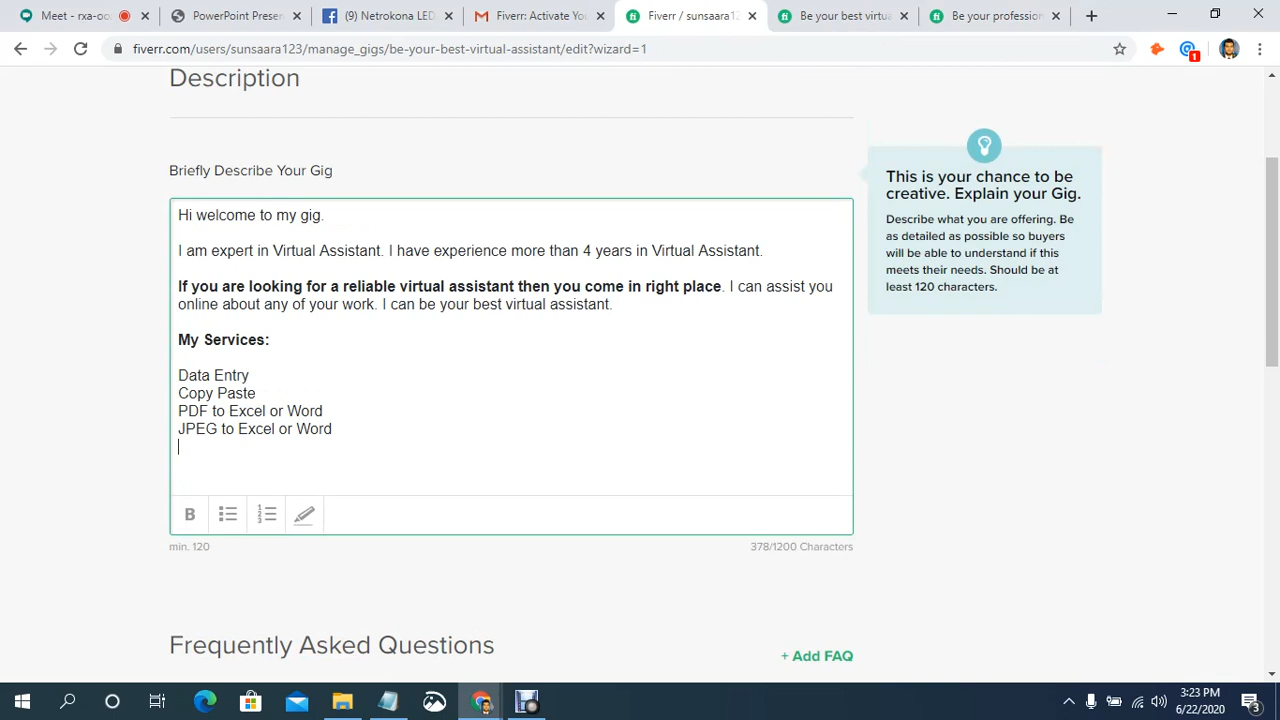 Meet - rxa-oo
PowerPoint Presen
(9) Netrokona LED
Fiverr: Activate Yo
Fiverr / sunsaara12
Be your best virtua
Be your profession
fiverr.com/users/sunsaara123/manage_gigs/be-your-best-virtual-assistant/edit?wizard=1
1
Description
Briefly Describe Your Gig
Hi welcome to my gig.
I am expert in Virtual Assistant. I have experience more than 4 years in Virtual Assistant.
If you are looking for a reliable virtual assistant then you come in right place. I can assist you
online about any of your work. I can be your best virtual assistant.
My Services:
Data Entry
Copy Paste
PDF to Excel or Word
JPEG to Excel or Word
B
min. 120
378/1200 Characters
This is your chance to be
creative. Explain your Gig.
Describe what you are offering. Be
as detailed as possible so buyers
will be able to understand if this
meets their needs. Should be at
least 120 characters.
Frequently Asked Questions
+ Add FAQ
3:23 PM
6/22/2020
3